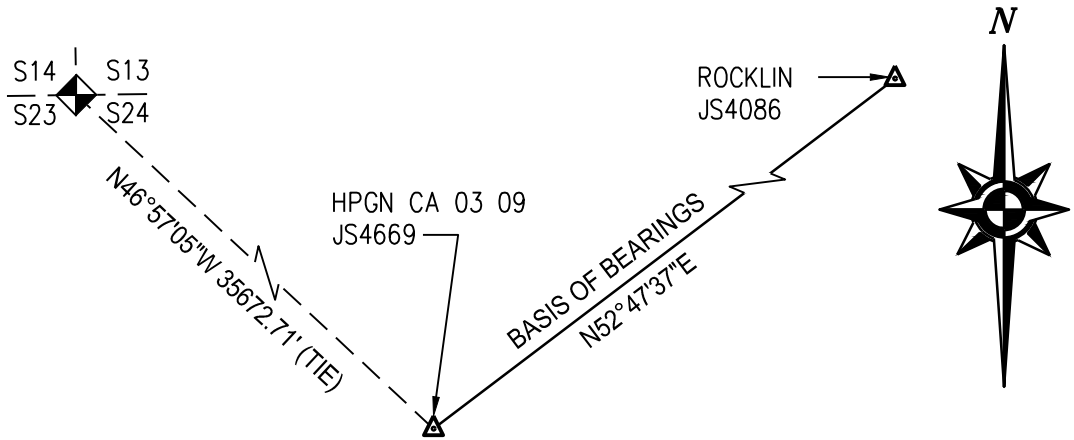 N
S14 S13
S23 S24
ROCKLIN
JS4086
HPGN CA 03 09
JS4669
N46°57'05"W 35672.71' (TIE)
BASIS OF BEARINGS
N52°47'37"E